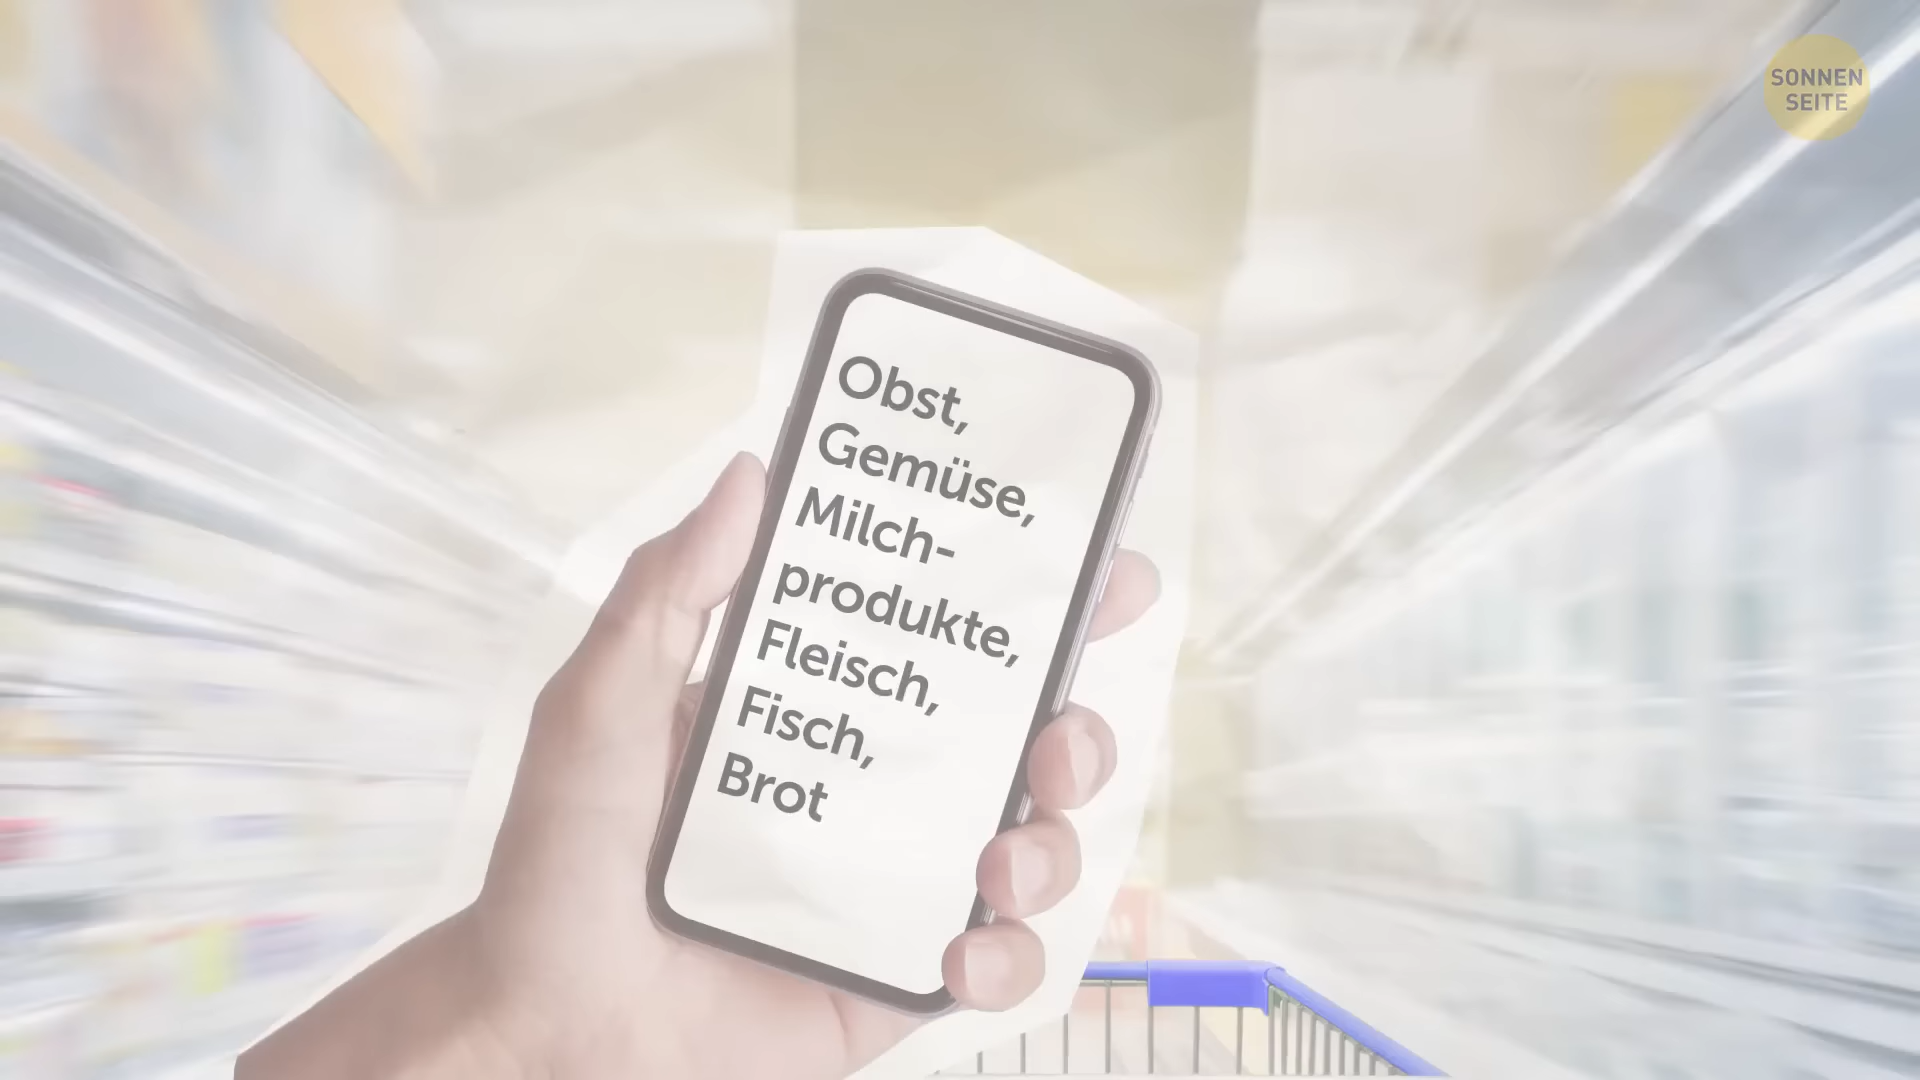 SONNEN
SEITE
Obst,
Gemüse,
Milch-
produkte,
Fleisch,
Fisch,
Brot